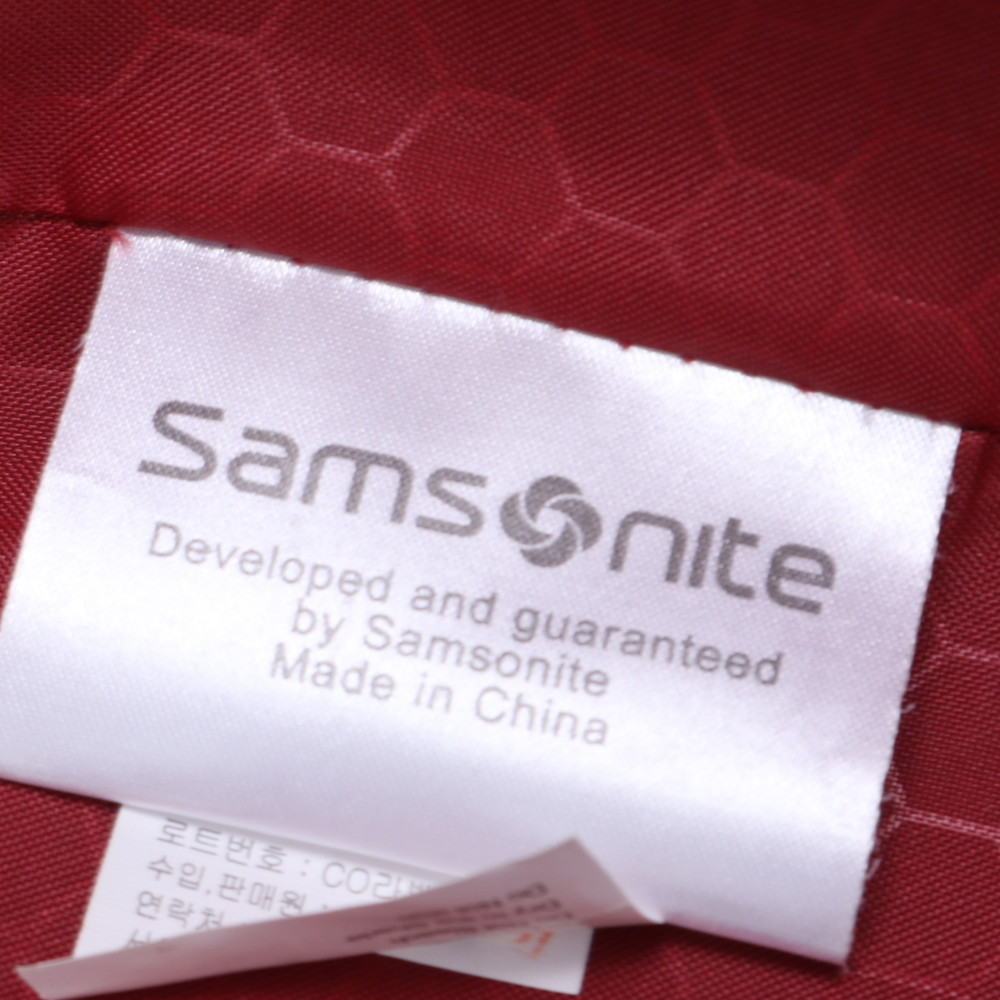 Samsonite
Developed and guaranteed
by Samsonite
Made in China
로트번호 :
수입.판매원
연락처